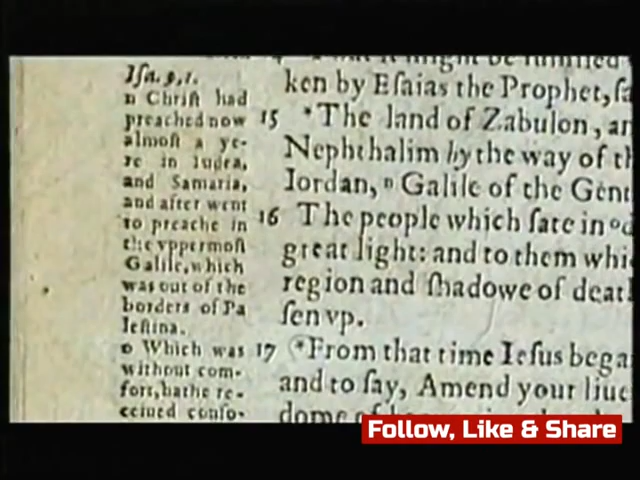 Iſa. 9, 1.
n Chriſt had
preached now
almoſt a ye-
re in Iudea,
and Samaria,
and after went
to preache in
the vppermoſt
Galile, which
was out of the
borders of Pa
leſtina.
o Which was
without com-
fort, hathe re-
ceiued conſo-
it might be fulfilled
ken by Eſaias the Prophet, ſa
15 *The land of Zabulon, an
Nephthalim by the way of th
Iordan, n Galile of the Gent
16 The people which ſate in o d
great light: and to them whi
region and ſhadowe of deat
ſen vp.
17 *From that time Ieſus bega
and to ſay, Amend your liue
dome of
Follow, Like & Share